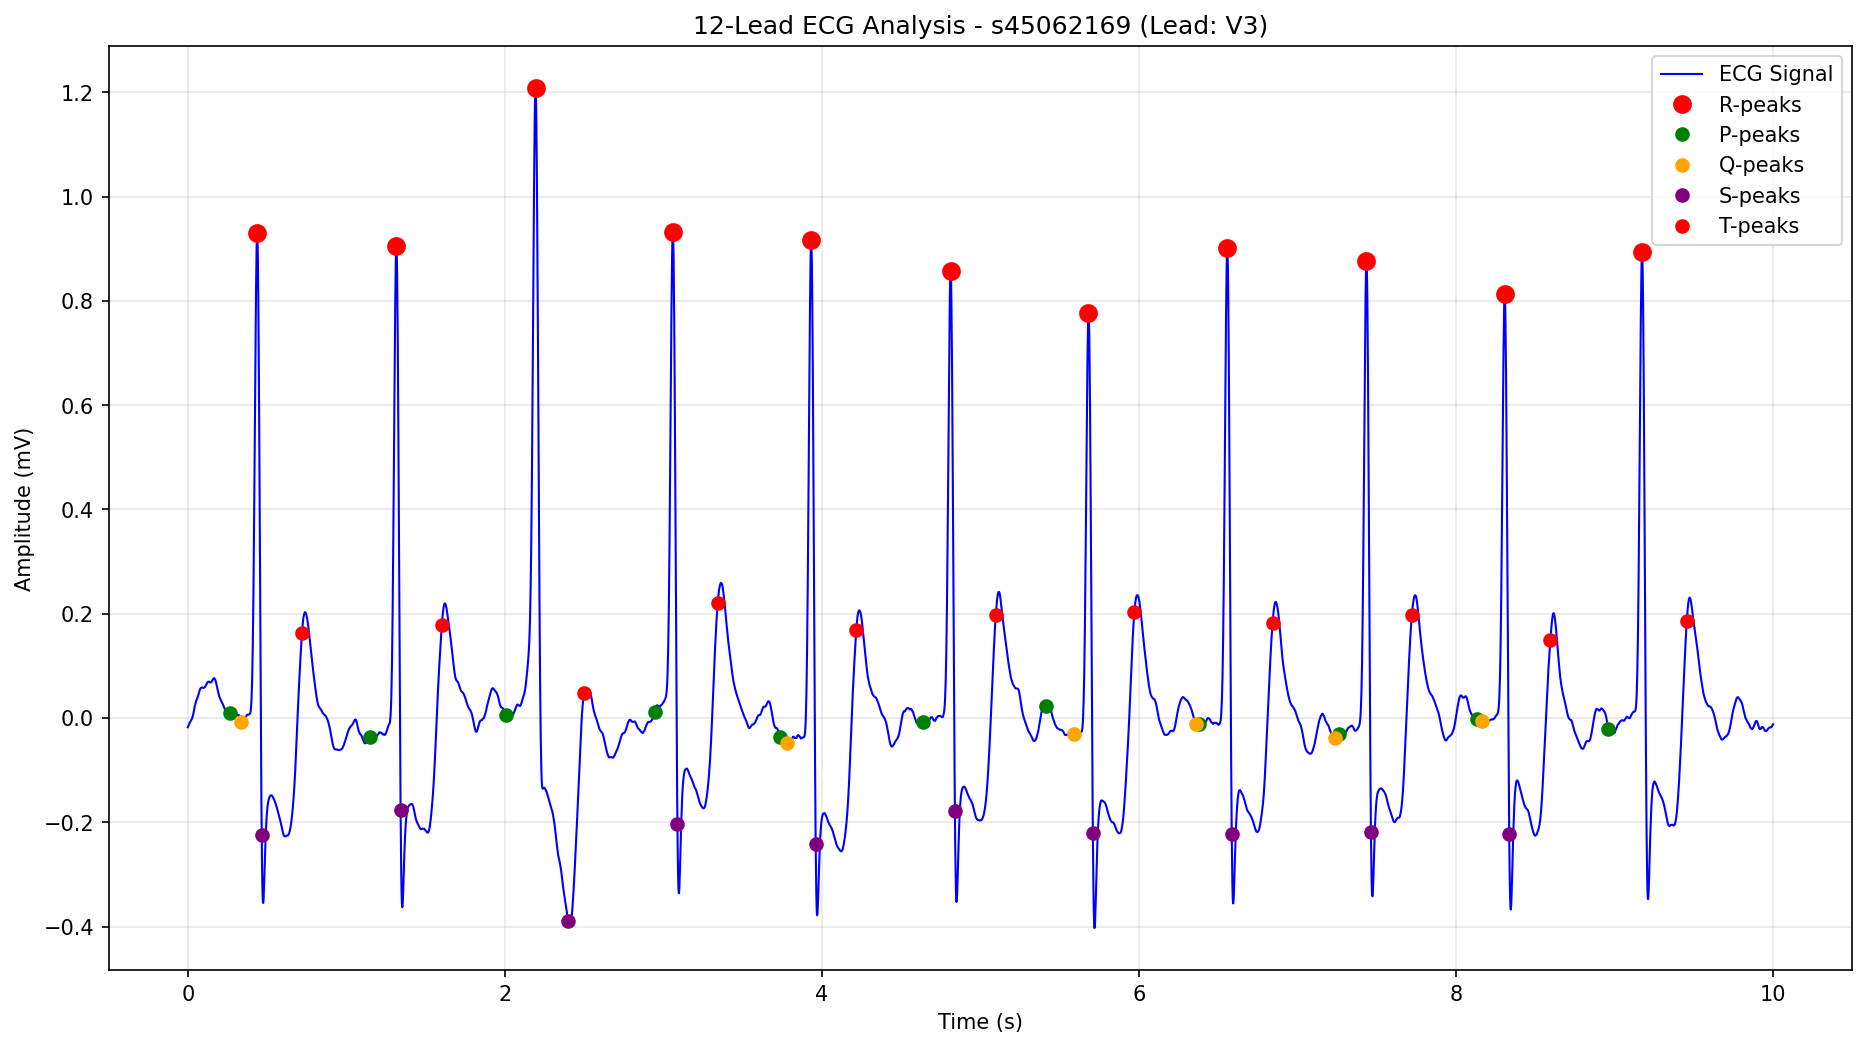 12-Lead ECG Analysis - s45062169 (Lead: V3)
ECG Signal
R-peaks
P-peaks
Q-peaks
S-peaks
T-peaks
Amplitude (mV)
1.2
1.0
0.8
0.6
0.4
0.2
0.0
−0.2
−0.4
0
2
4
6
8
10
Time (s)